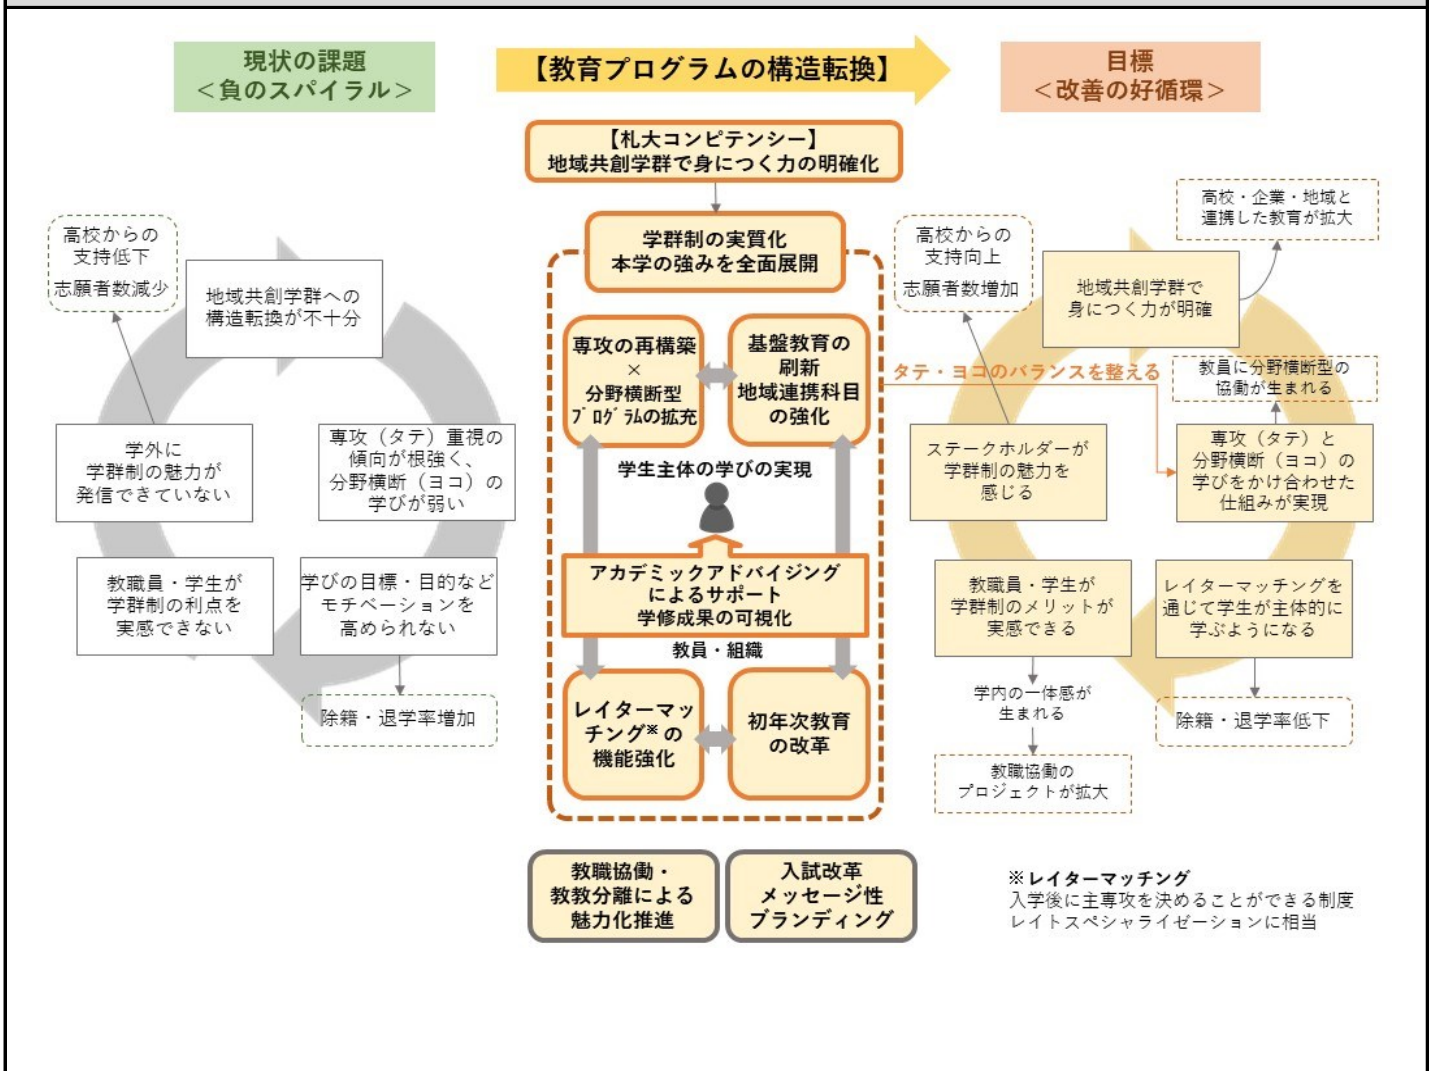 現状の課題
＜負のスパイラル＞
【教育プログラムの構造転換】
目標
＜改善の好循環＞
高校からの
支持低下
志願者数減少
地域共創学群への
構造転換が不十分
学外に
学群制の魅力が
発信できていない
専攻（タテ）重視の
傾向が根強く、
分野横断（ヨコ）の
学びが弱い
教職員・学生が
学群制の利点を
実感できない
学びの目標・目的など
モチベーションを
高められない
除籍・退学率増加
【札大コンピテンシー】
地域共創学群で身につく力の明確化
学群制の実質化
本学の強みを全面展開
専攻の再構築
×
分野横断型
プログラムの拡充
基盤教育の
刷新
地域連携科目
の強化
学生主体の学びの実現
アカデミックアドバイジング
によるサポート
学修成果の可視化
教員・組織
レイターマッ
チング※の
機能強化
初年次教育
の改革
教職協働・
教教分離による
魅力化推進
入試改革
メッセージ性
ブランディング
タテ・ヨコのバランスを整える
高校からの
支持向上
志願者数増加
高校・企業・地域と
連携した教育が拡大
地域共創学群で
身につく力が明確
教員に分野横断型の
協働が生まれる
ステークホルダーが
学群制の魅力を
感じる
専攻（タテ）と
分野横断（ヨコ）の
学びをかけ合わせた
仕組みが実現
教職員・学生が
学群制のメリットが
実感できる
レイターマッチングを
通じて学生が主体的に
学ぶようになる
学内の一体感が
生まれる
除籍・退学率低下
教職協働の
プロジェクトが拡大
※レイターマッチング
入学後に主専攻を決めることができる制度
レイトスペシャライゼーションに相当